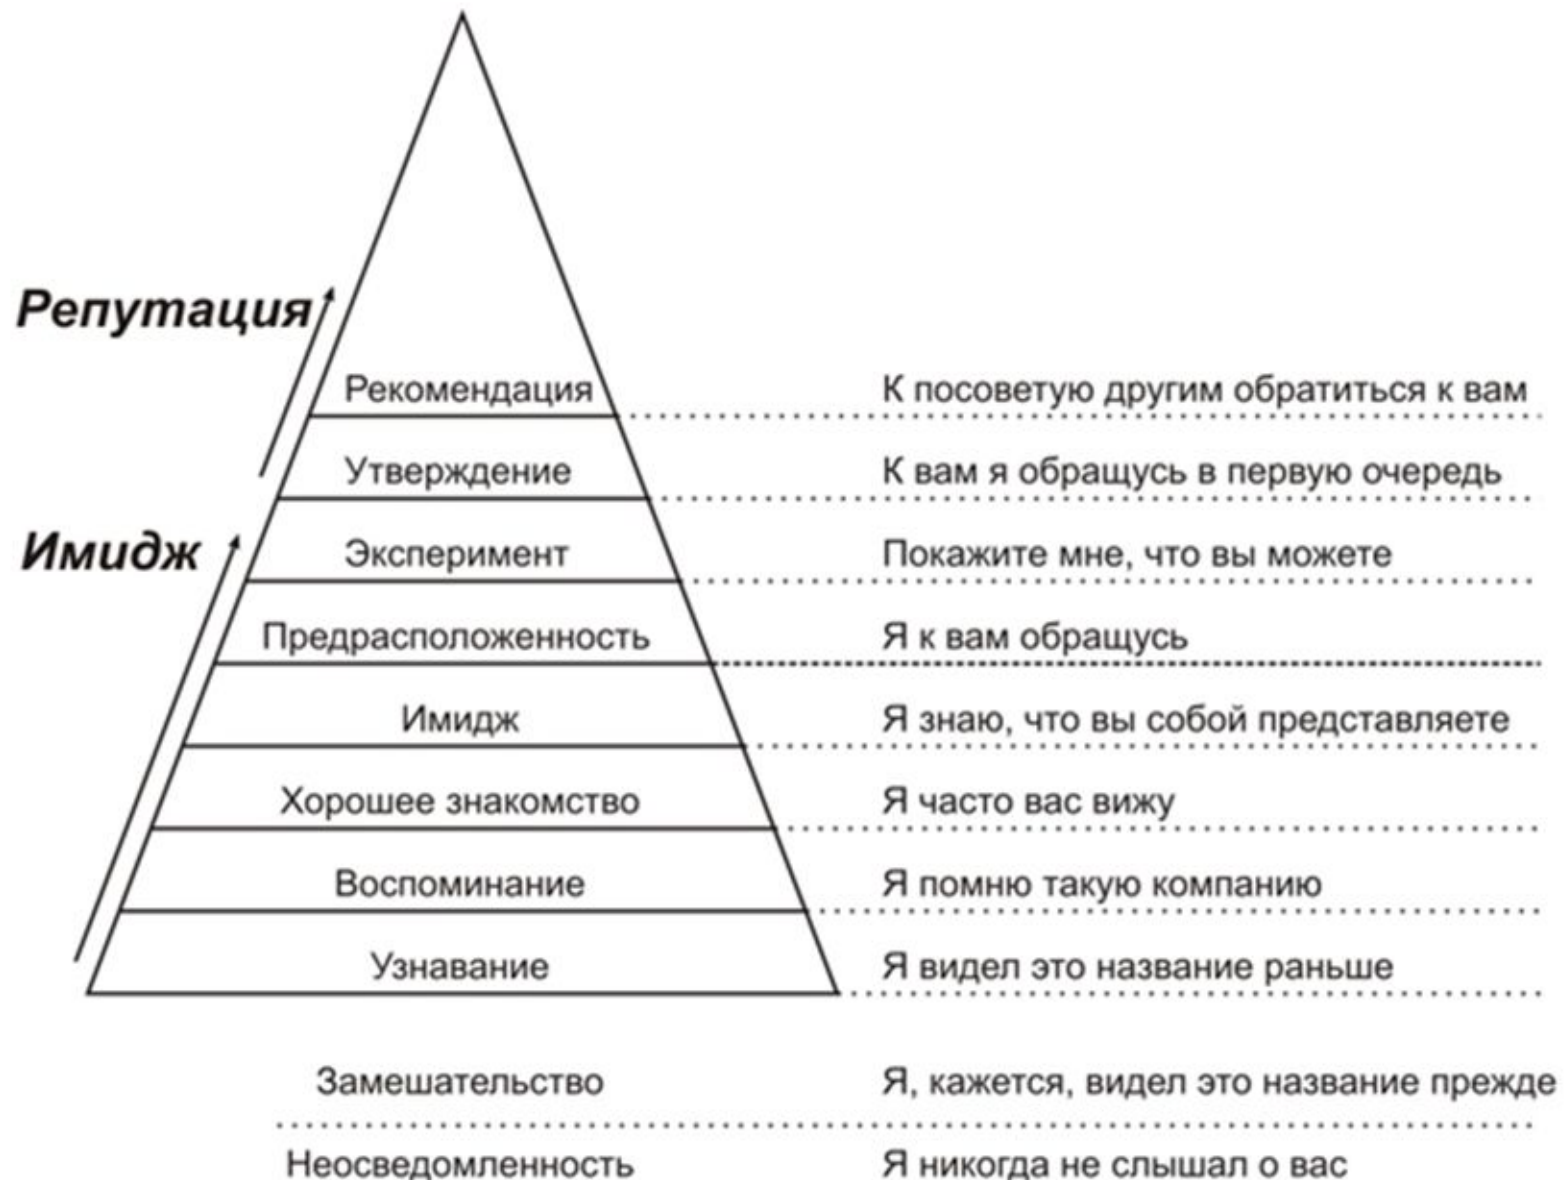 Репутация
Рекомендация К посоветую другим обратиться к вам
Утверждение К вам я обращусь в первую очередь
Имидж
Эксперимент Покажите мне, что вы можете
Предрасположенность Я к вам обращусь
Имидж Я знаю, что вы собой представляете
Хорошее знакомство Я часто вас вижу
Воспоминание Я помню такую компанию
Узнавание Я видел это название раньше
Замешательство Я, кажется, видел это название прежде
Неосведомленность Я никогда не слышал о вас